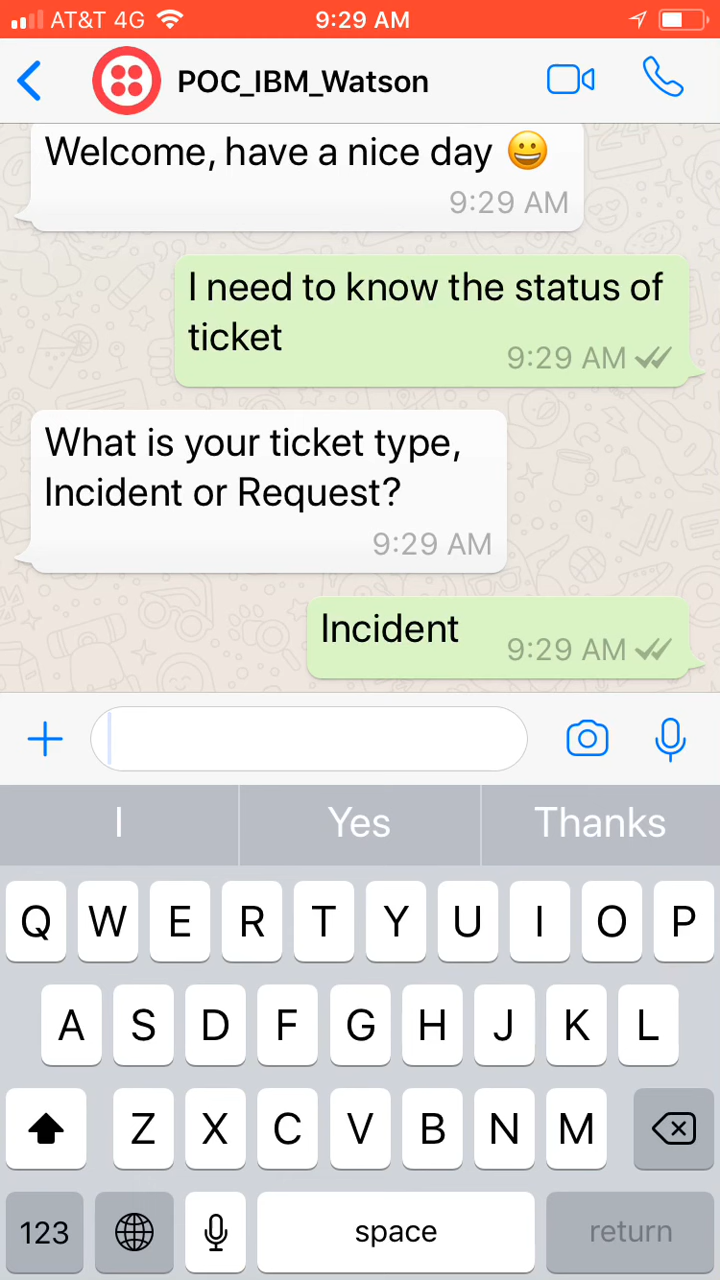 AT&T 4G 9:29 AM
POC_IBM_Watson
Welcome, have a nice day 😀
9:29 AM
I need to know the status of
ticket
9:29 AM
What is your ticket type,
Incident or Request?
9:29 AM
Incident
9:29 AM
I Yes Thanks
Q W E R T Y U I O P
A S D F G H J K L
Z X C V B N M
123 space return